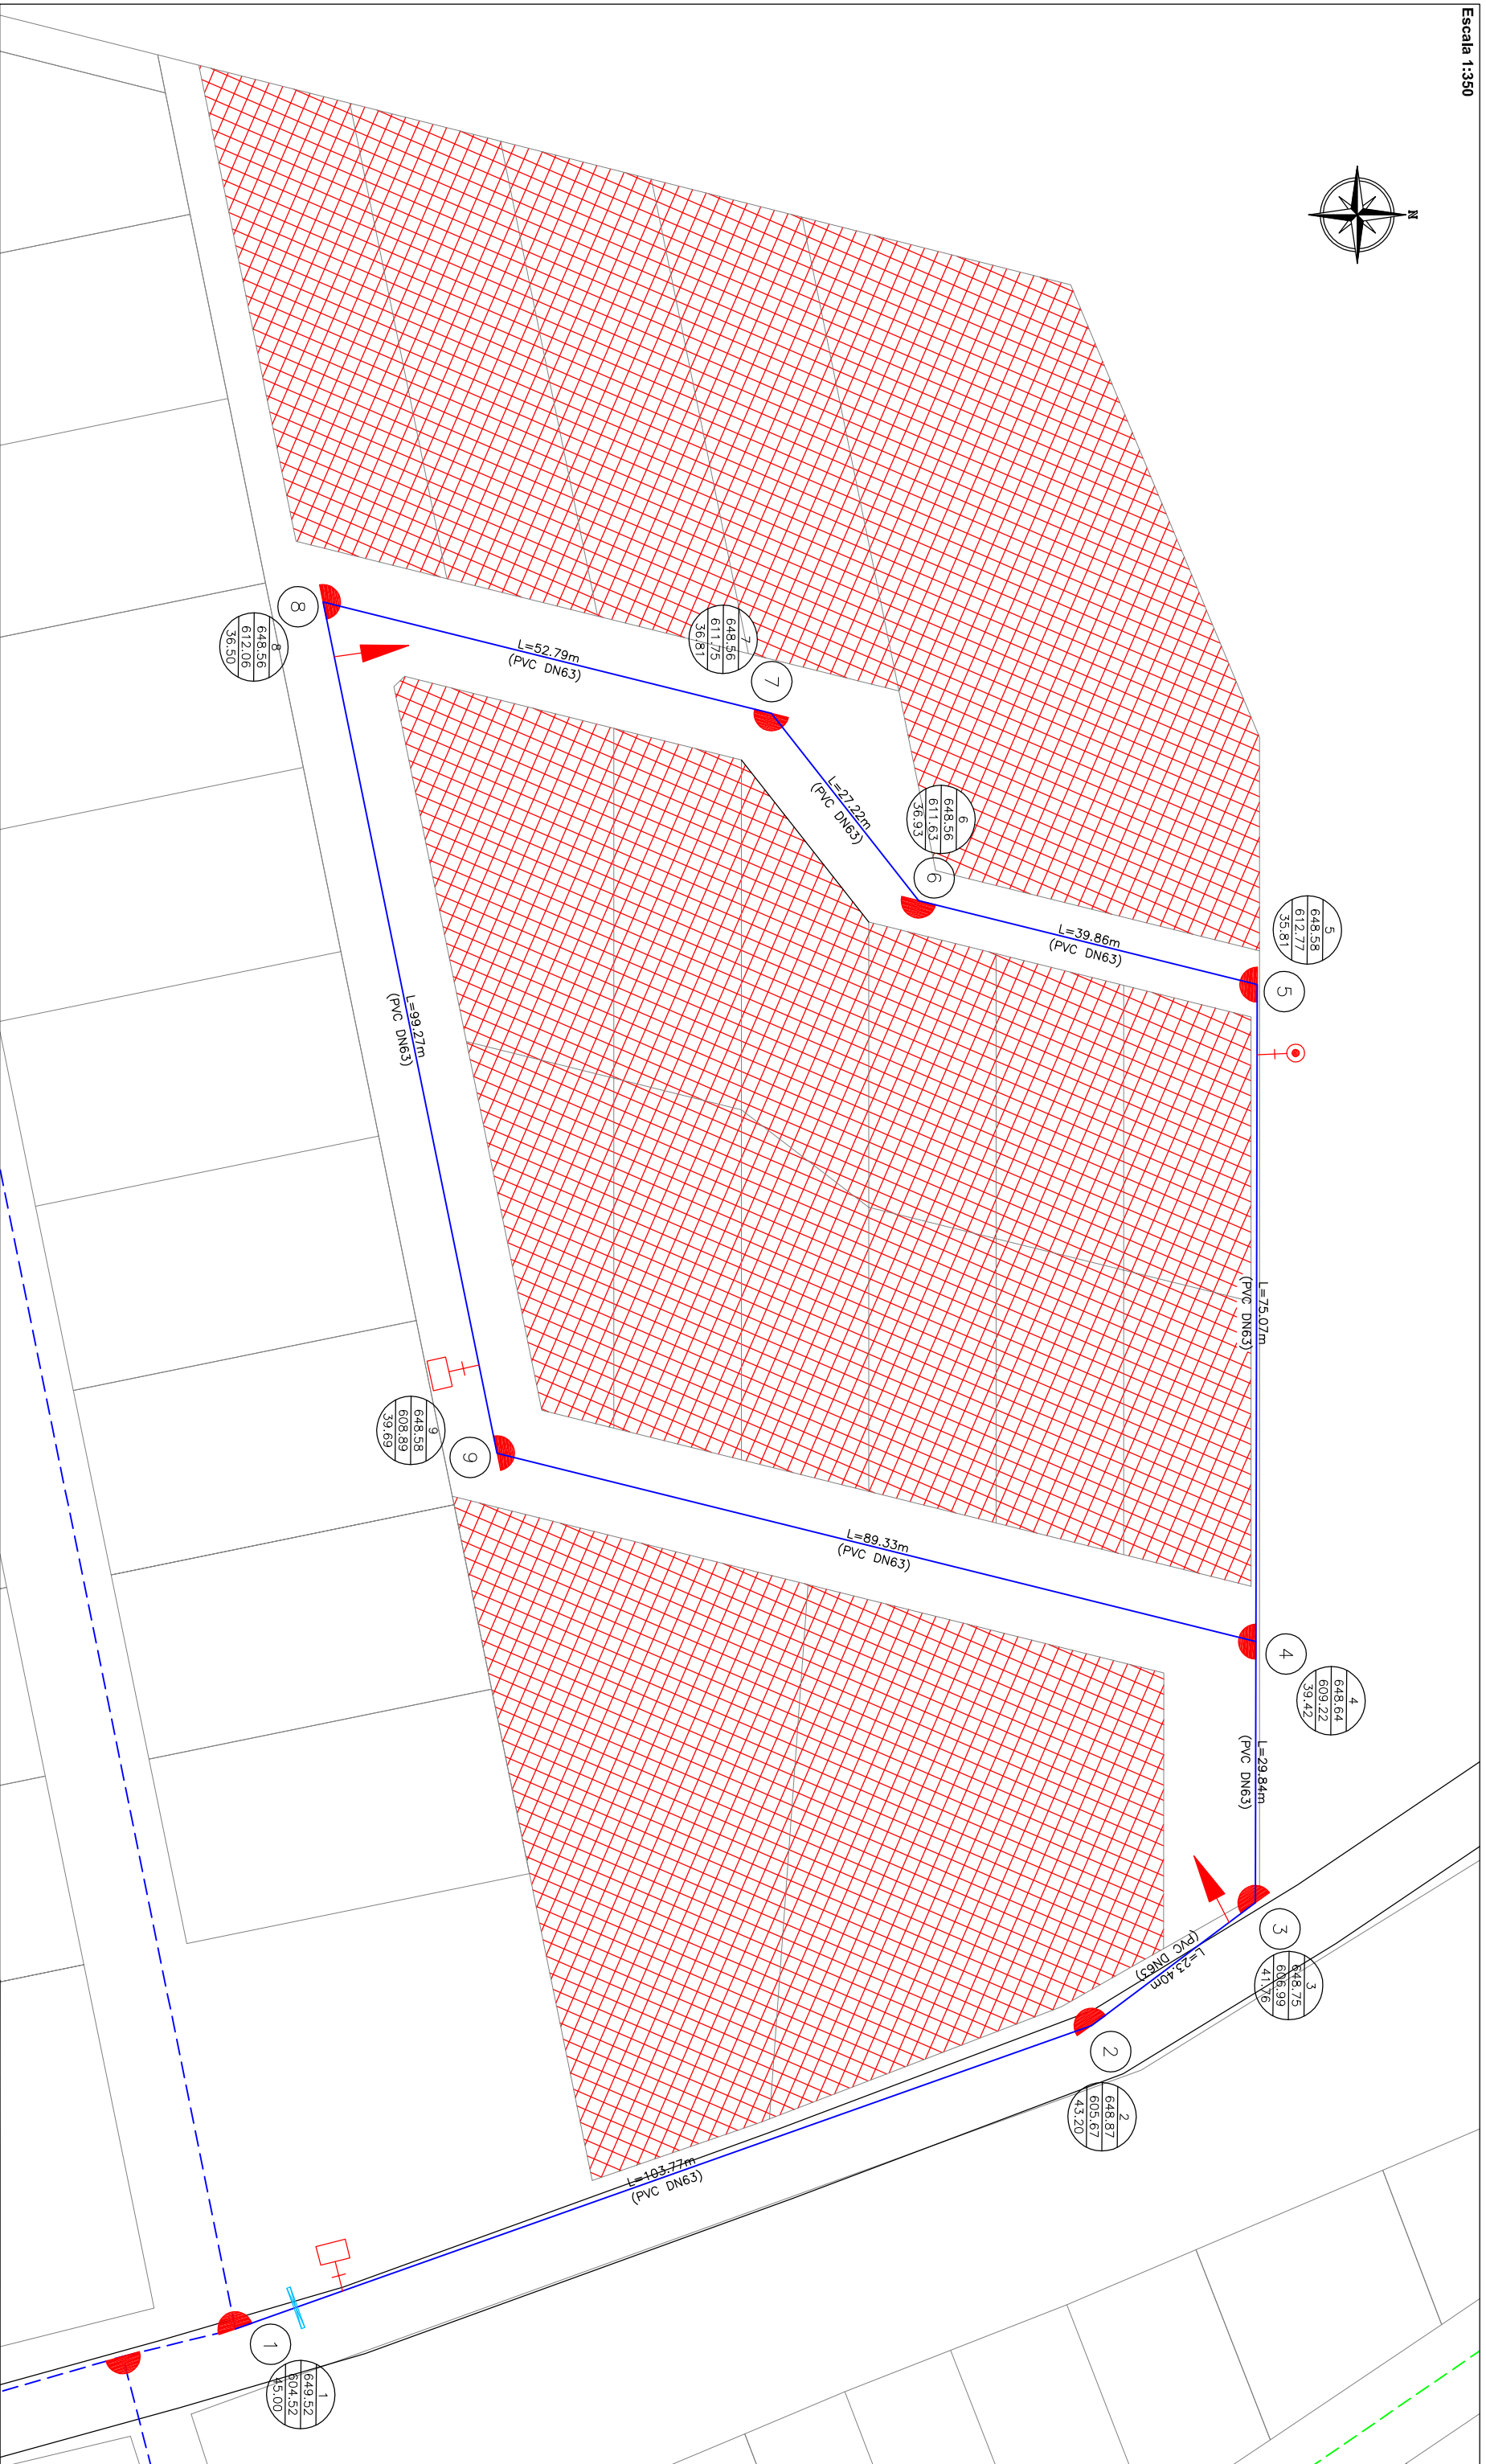 Escala 1:350
N
5
648.58
612.77
35.81
5
L=75.07m
(PVC DN63)
4
4
648.64
609.22
39.42
L=29.84m
(PVC DN63)
3
3
648.75
606.99
41.76
L=23.40m
(PVC DN63)
2
2
648.87
605.67
43.20
L=39.86m
(PVC DN63)
6
648.56
611.63
36.93
6
L=27.22m
(PVC DN63)
7
648.56
611.75
36.81
7
L=52.79m
(PVC DN63)
8
8
648.56
612.06
36.50
L=99.27m
(PVC DN63)
9
648.58
608.89
39.69
9
L=89.33m
(PVC DN63)
L=103.77m
(PVC DN63)
1
1
649.52
604.52
45.00